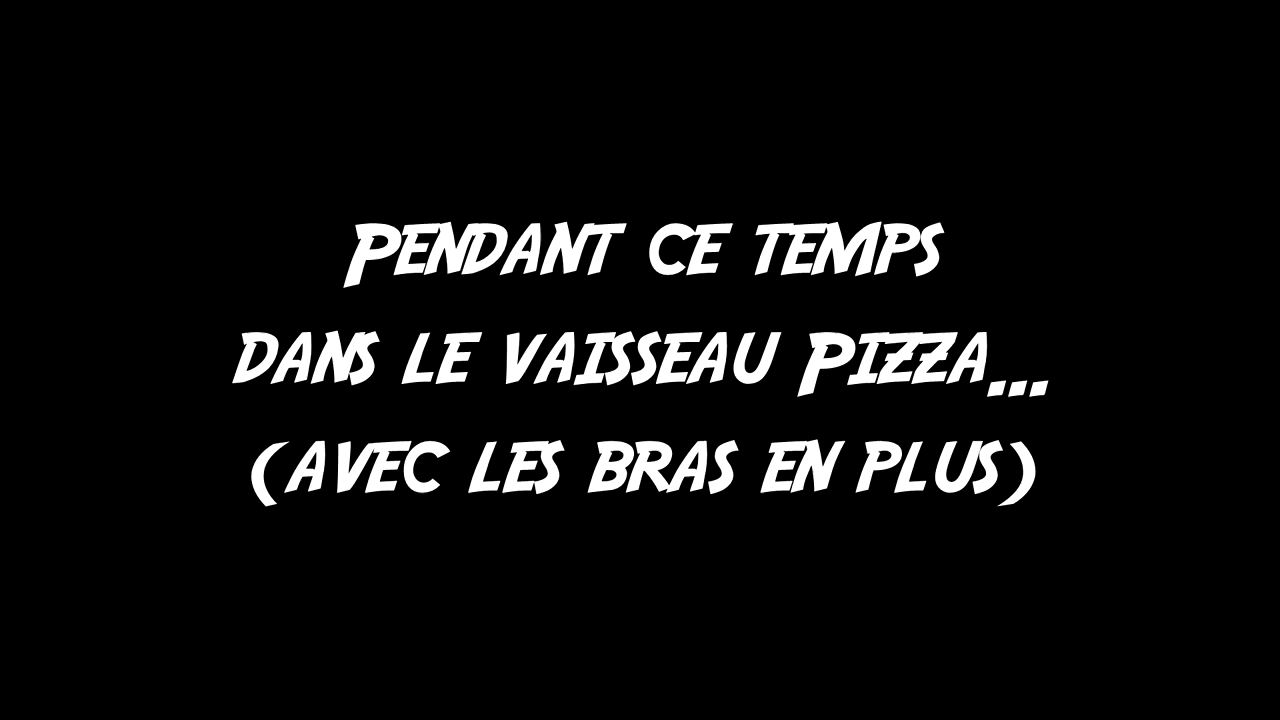 Pendant ce temps
dans le vaisseau Pizza...
(avec les bras en plus)